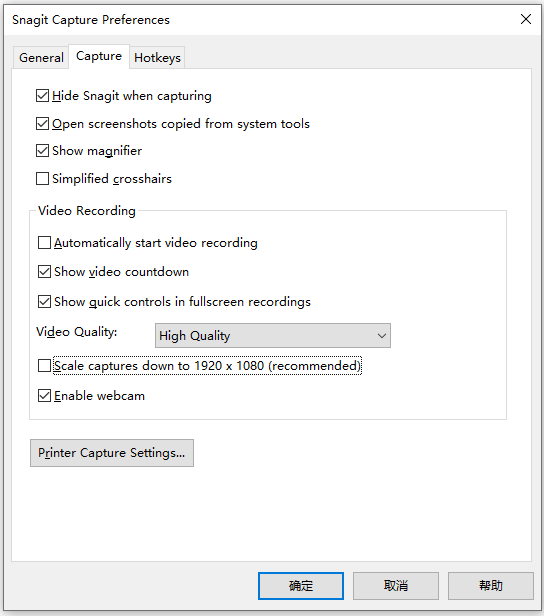 Snagit Capture Preferences
General Capture Hotkeys
Hide Snagit when capturing
Open screenshots copied from system tools
Show magnifier
Simplified crosshairs
Video Recording
Automatically start video recording
Show video countdown
Show quick controls in fullscreen recordings
Video Quality: High Quality
Scale captures down to 1920 x 1080 (recommended)
Enable webcam
Printer Capture Settings...
确定 取消 帮助